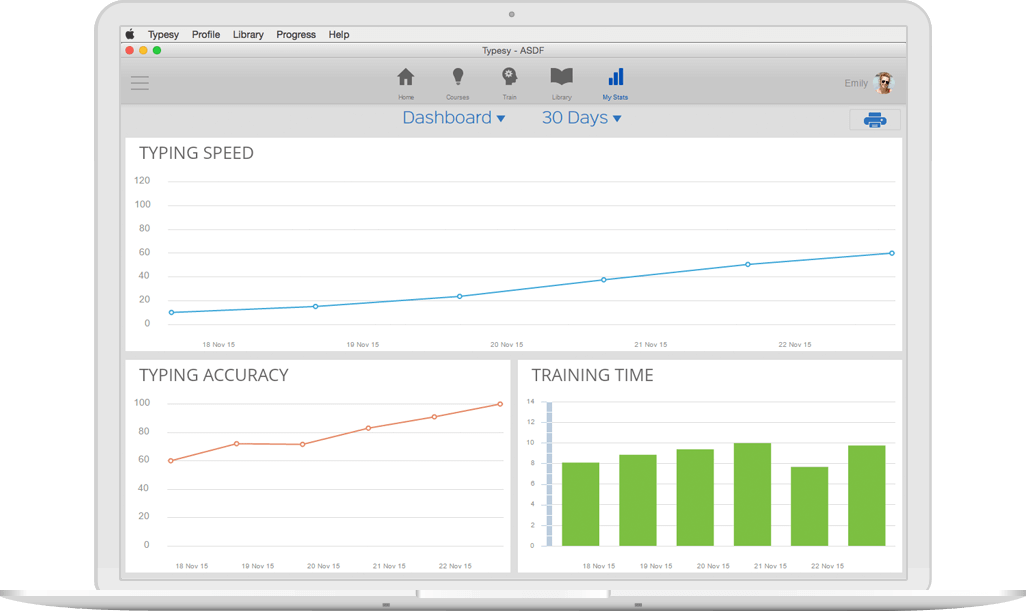 Typesy Profile Library Progress Help
Typesy - ASDF
Home Courses Train Library My Stats
Emily
Dashboard ▼ 30 Days ▼
TYPING SPEED
120
100
80
60
40
20
0
18 Nov 15 19 Nov 15 20 Nov 15 21 Nov 15 22 Nov 15
TYPING ACCURACY
100
80
60
40
20
0
18 Nov 15 19 Nov 15 20 Nov 15 21 Nov 15 22 Nov 15
TRAINING TIME
14
12
10
8
6
4
2
0
18 Nov 15 19 Nov 15 20 Nov 15 21 Nov 15 22 Nov 15